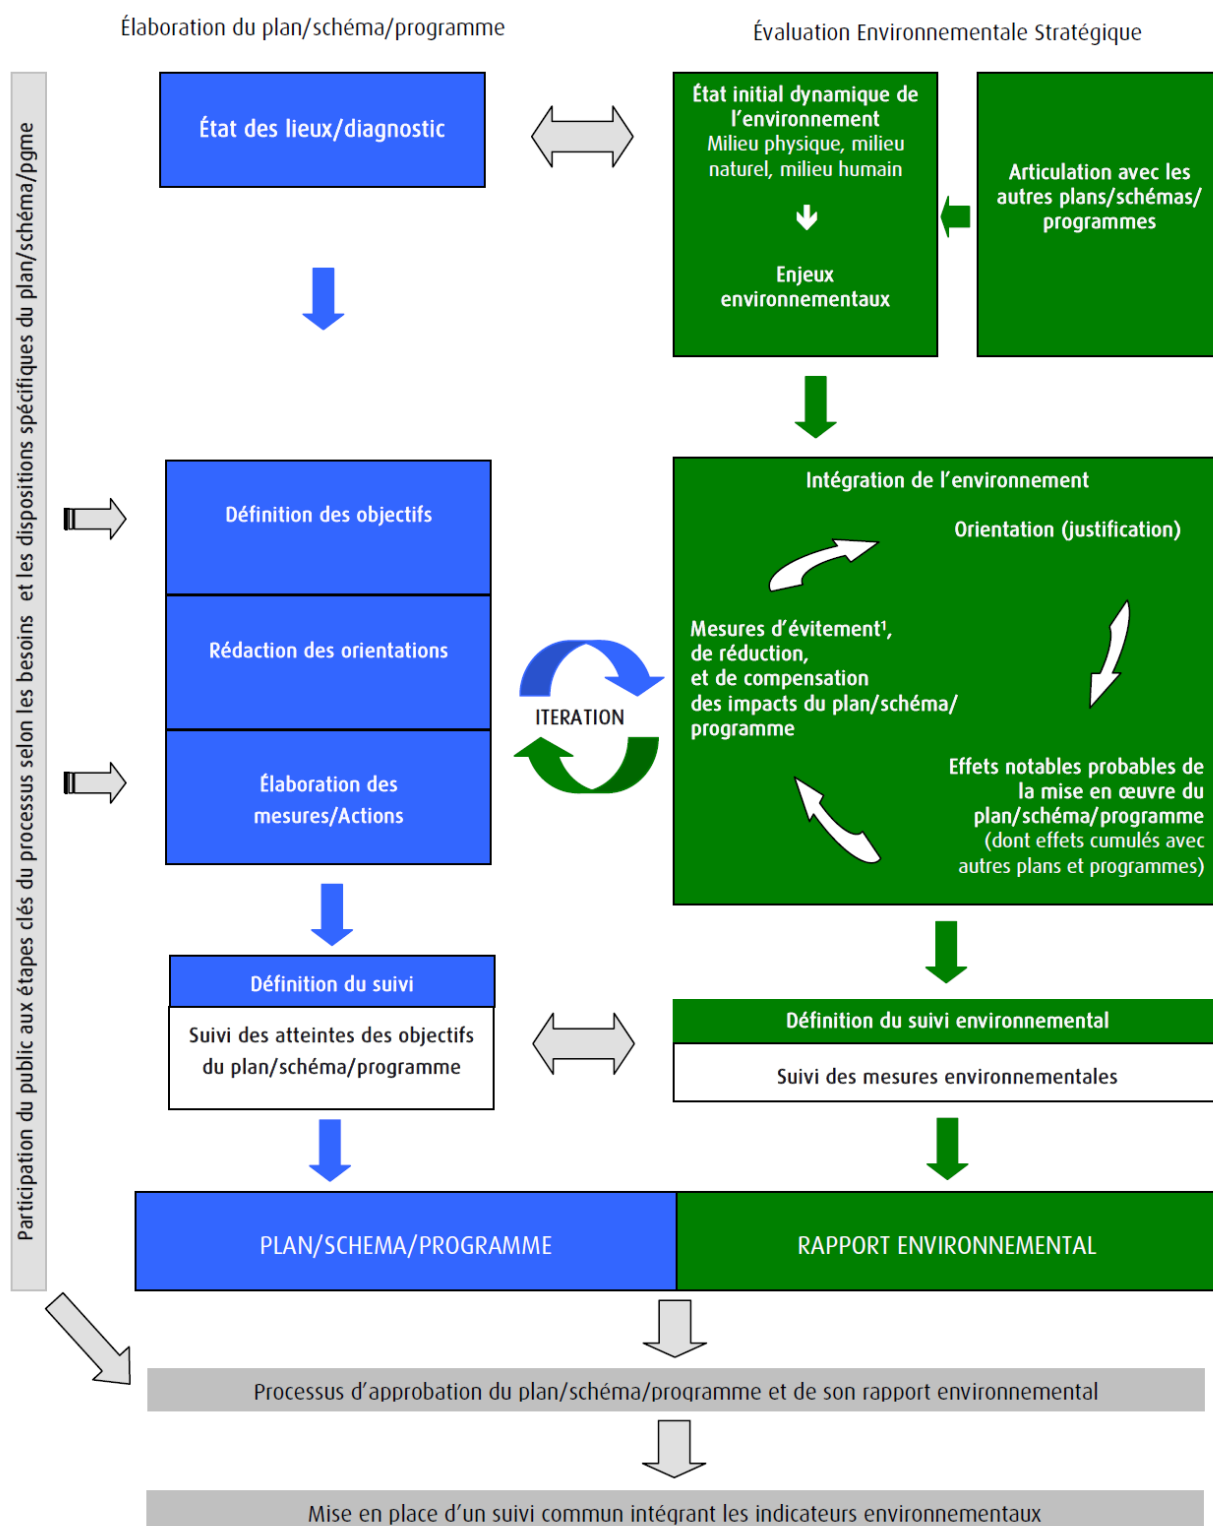 Élaboration du plan/schéma/programme
Évaluation Environnementale Stratégique
Participation du public aux étapes clés du processus selon les besoins et les dispositions spécifiques du plan/schéma/pgme
État des lieux/diagnostic
État initial dynamique de
l'environnement
Milieu physique, milieu
naturel, milieu humain
Enjeux
environnementaux
Articulation avec les
autres plans/schémas/
programmes
Définition des objectifs
Rédaction des orientations
Élaboration des
mesures/Actions
ITERATION
Intégration de l'environnement
Orientation (justification)
Mesures d'évitement¹,
de réduction,
et de compensation
des impacts du plan/schéma/
programme
Effets notables probables de
la mise en œuvre du
plan/schéma/programme
(dont effets cumulés avec
autres plans et programmes)
Définition du suivi
Suivi des atteintes des objectifs
du plan/schéma/programme
Définition du suivi environnemental
Suivi des mesures environnementales
PLAN/SCHEMA/PROGRAMME
RAPPORT ENVIRONNEMENTAL
Processus d'approbation du plan/schéma/programme et de son rapport environnemental
Mise en place d'un suivi commun intégrant les indicateurs environnementaux